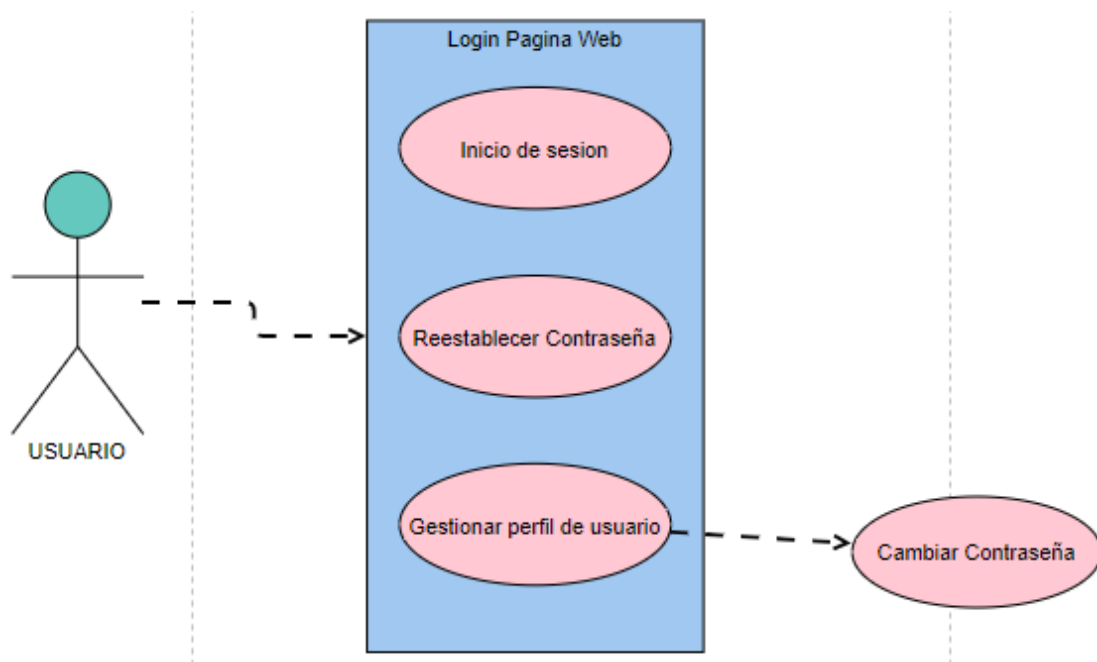 Login Pagina Web
Inicio de sesion
Reestablecer Contraseña
USUARIO
Gestionar perfil de usuario
Cambiar Contraseña